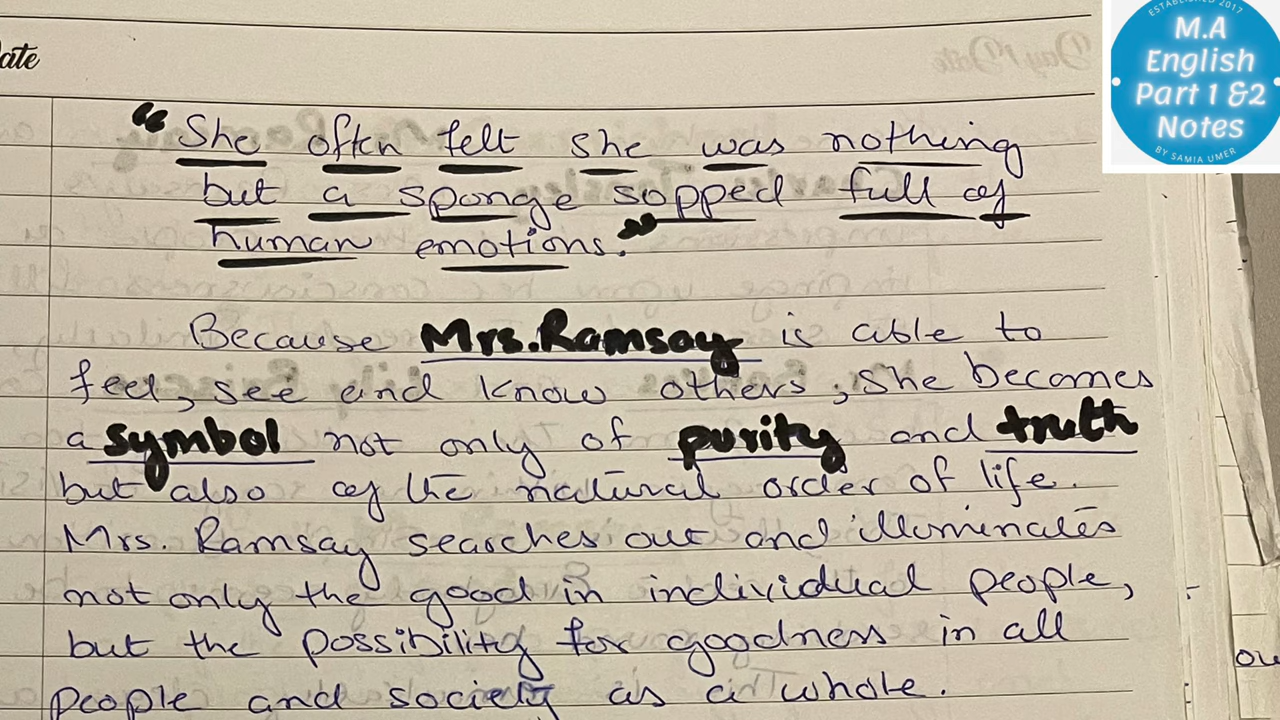 ate
"She often felt she was nothing
but a sponge sopped full of
human emotions."
Because Mrs. Ramsay is able to
feel, see and know others, she becomes
a symbol not only of purity and truth
but also of the natural order of life.
Mrs. Ramsay searches out and illuminates
not only the good in individual people,
but the possibility for goodness in all
people and society as a whole.
ESTABLISHED 2017
M.A
English
Part 1 &2
Notes
BY SAMIA UMER
Day / Date
ou